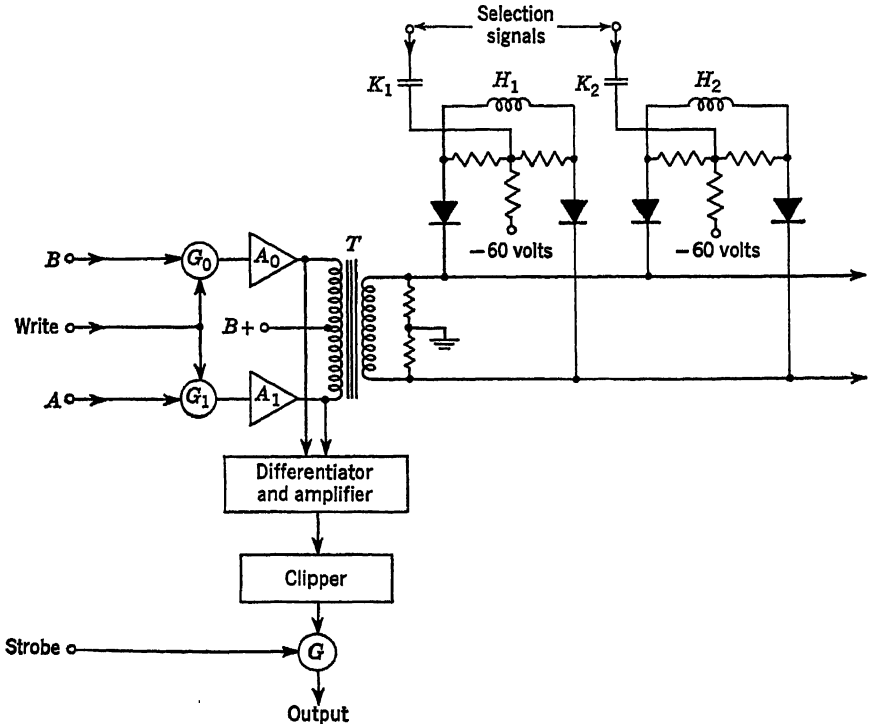 Selection
signals
K₁
H₁
K₂
H₂
−60 volts
−60 volts
B
G₀
A₀
T
Write
B+
A
G₁
A₁
Differentiator
and amplifier
Clipper
Strobe
G
Output